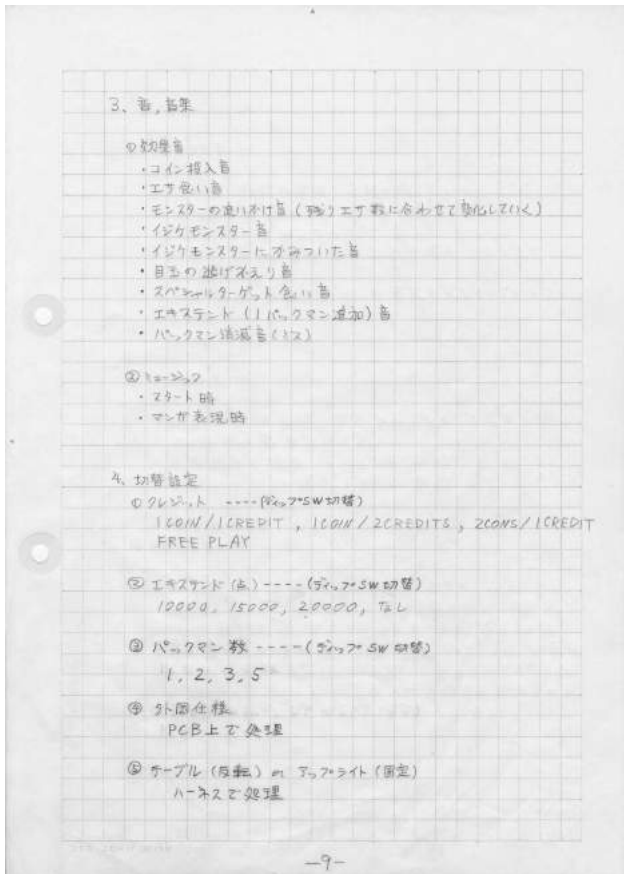 3、音,音楽
①効果音
・コイン投入音
・エサ食い音
・モンスターの追いかけ音(残りエサ数に合わせて変化していく)
・イジケモンスター音
・イジケモンスターにかみついた音
・目玉の逃げかえり音
・スペシャルターゲット食い音
・エキステンド(1パックマン追加)音
・パックマン消滅音(ミス)
②ミュージック
・スタート時
・マンガ表現時
4、切替設定
①クレジット ----(ディップSW切替)
1COIN/1CREDIT , 1COIN/2CREDITS , 2CONS/1CREDIT
FREE PLAY
②エキステンド(点)----(ディップSW切替)
10000, 15000, 20000, なし
③パックマン数----(ディップSW切替)
1, 2, 3, 5
④外国仕様
PCB上で処理
⑤テーブル(反転) or アップライト(固定)
ハーネスで処理
—9—